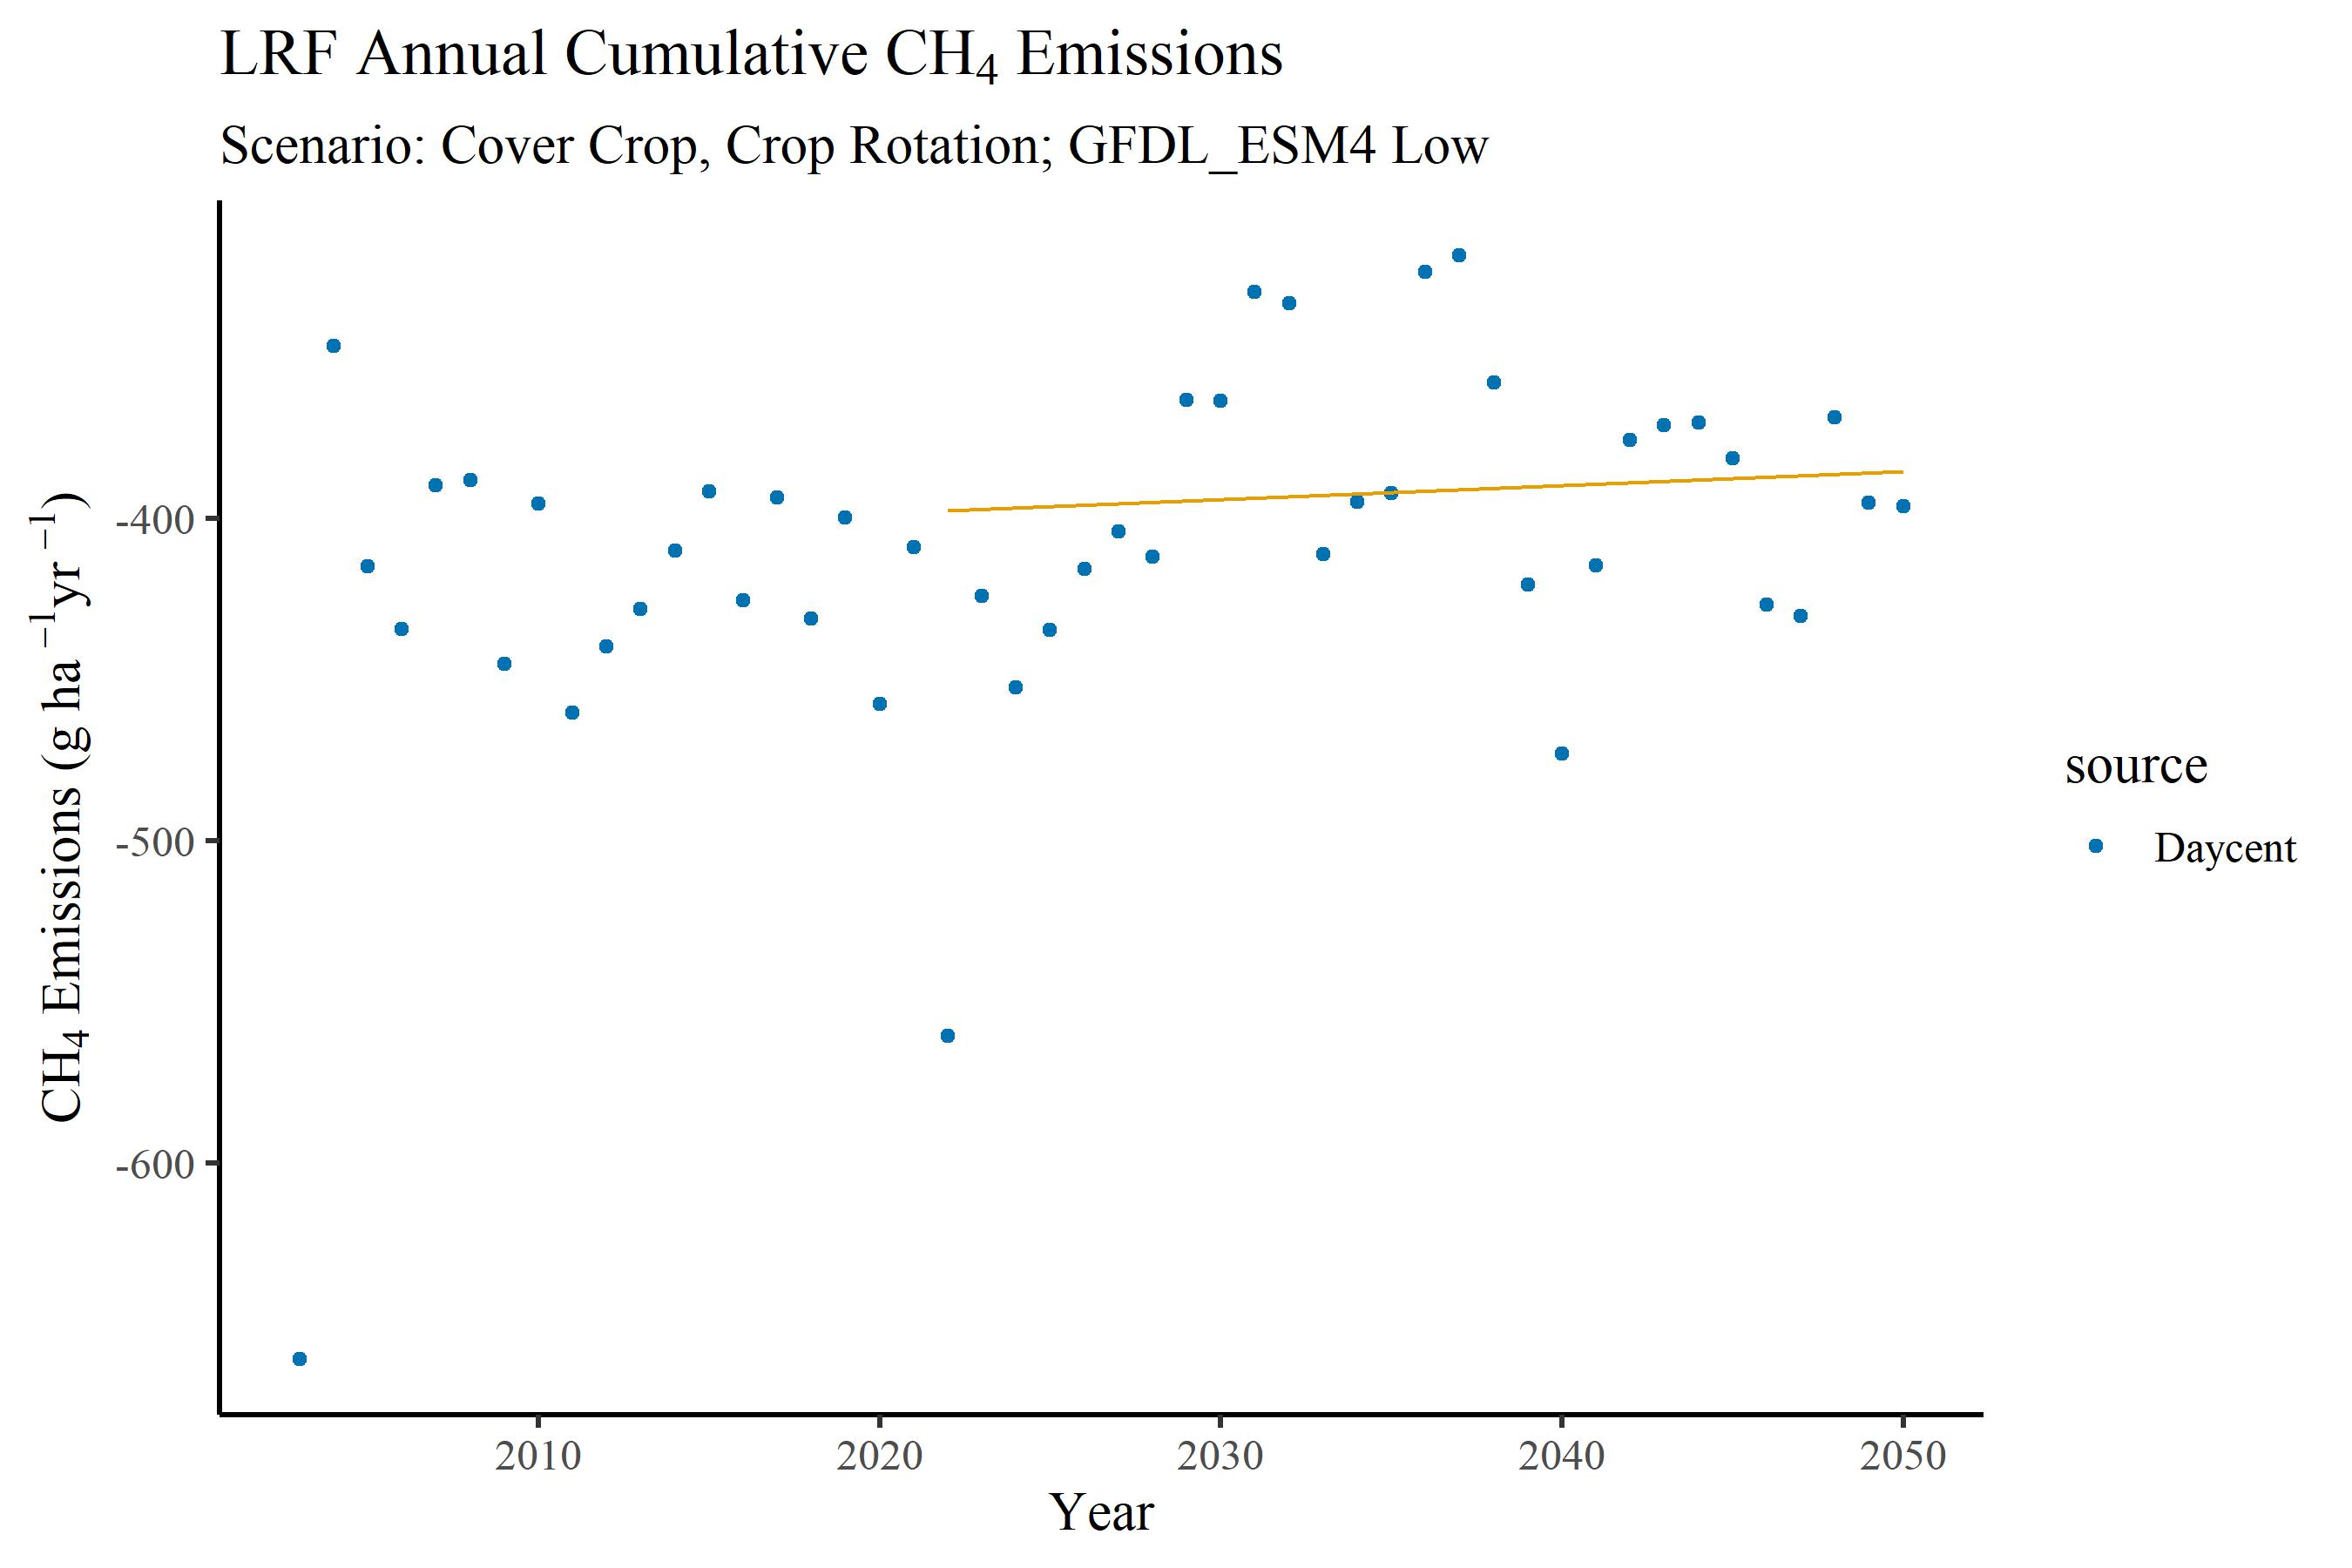 LRF Annual Cumulative CH₄ Emissions
Scenario: Cover Crop, Crop Rotation; GFDL_ESM4 Low
CH₄ Emissions (g ha ⁻¹yr ⁻¹)
-400
-500
-600
source
Daycent
2010 2020 2030 2040 2050
Year